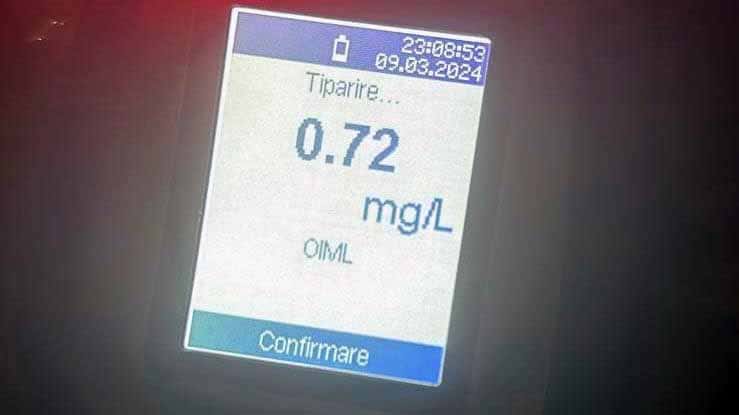 23:08:53
09.03.2024
Tiparire...
0.72
mg/L
OIML
Confirmare